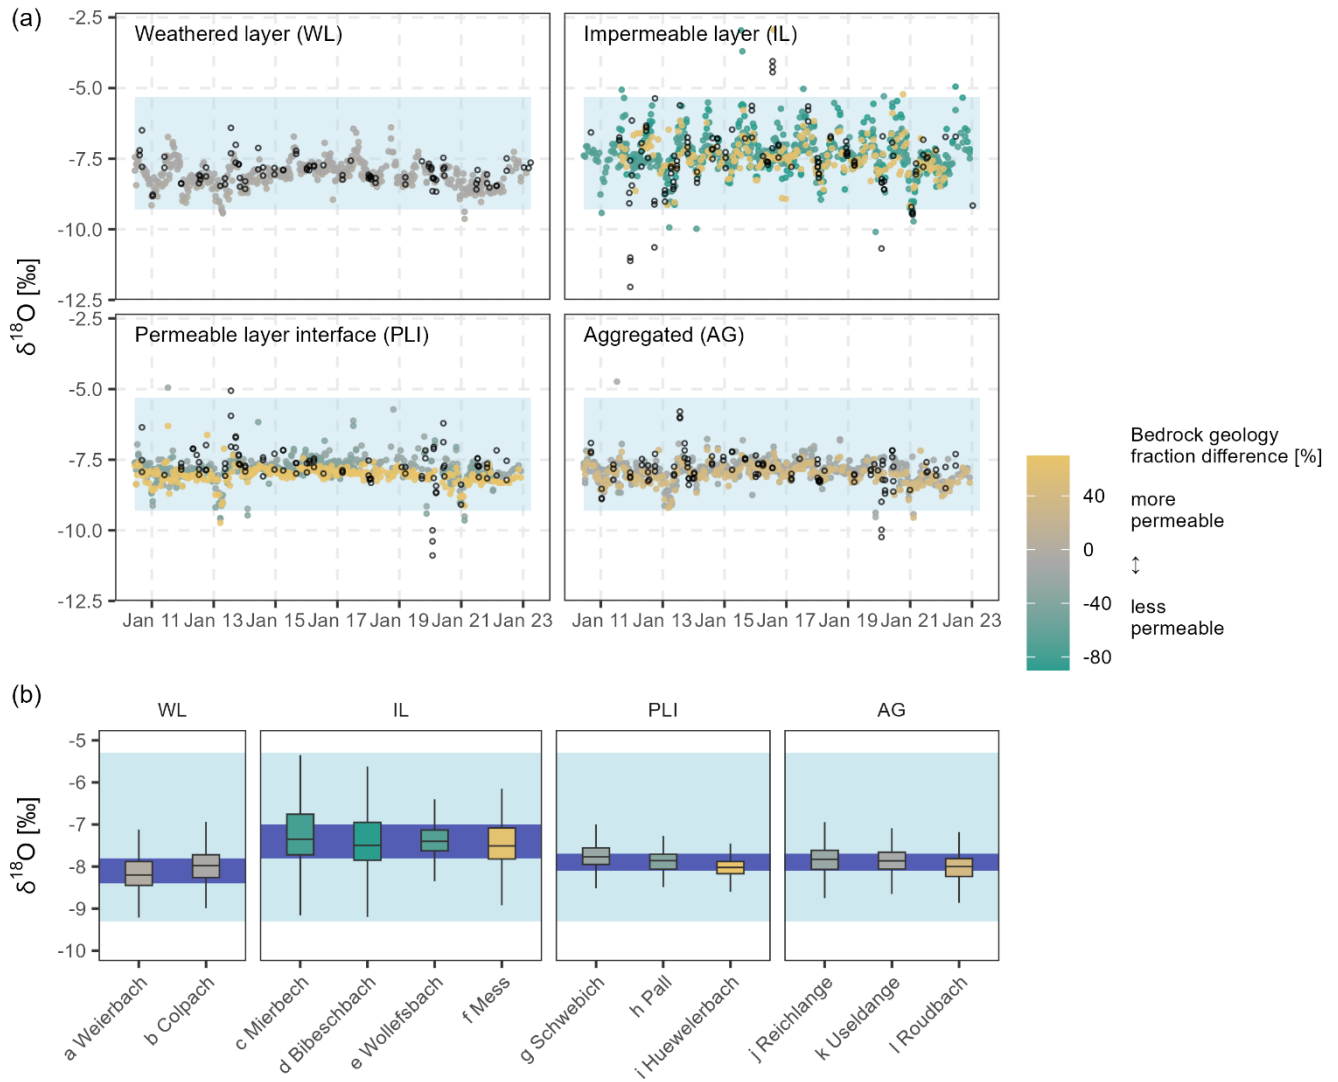 (a)
Weathered layer (WL)
Impermeable layer (IL)
-2.5
-5.0
-7.5
-10.0
-12.5
Permeable layer interface (PLI)
Aggregated (AG)
-2.5
-5.0
-7.5
-10.0
-12.5
δ18O [‰]
Jan 11 Jan 13 Jan 15 Jan 17 Jan 19 Jan 21 Jan 23
Jan 11 Jan 13 Jan 15 Jan 17 Jan 19 Jan 21 Jan 23
Bedrock geology
fraction difference [%]
40
0
-40
-80
more
permeable
↕
less
permeable
(b)
WL
IL
PLI
AG
-5
-6
-7
-8
-9
-10
δ18O [‰]
a Weierbach
b Colpach
c Mierbech
d Bibeschbach
e Wollefsbach
f Mess
g Schwebich
h Pall
i Huewelerbach
j Reichlange
k Useldange
l Roudbach